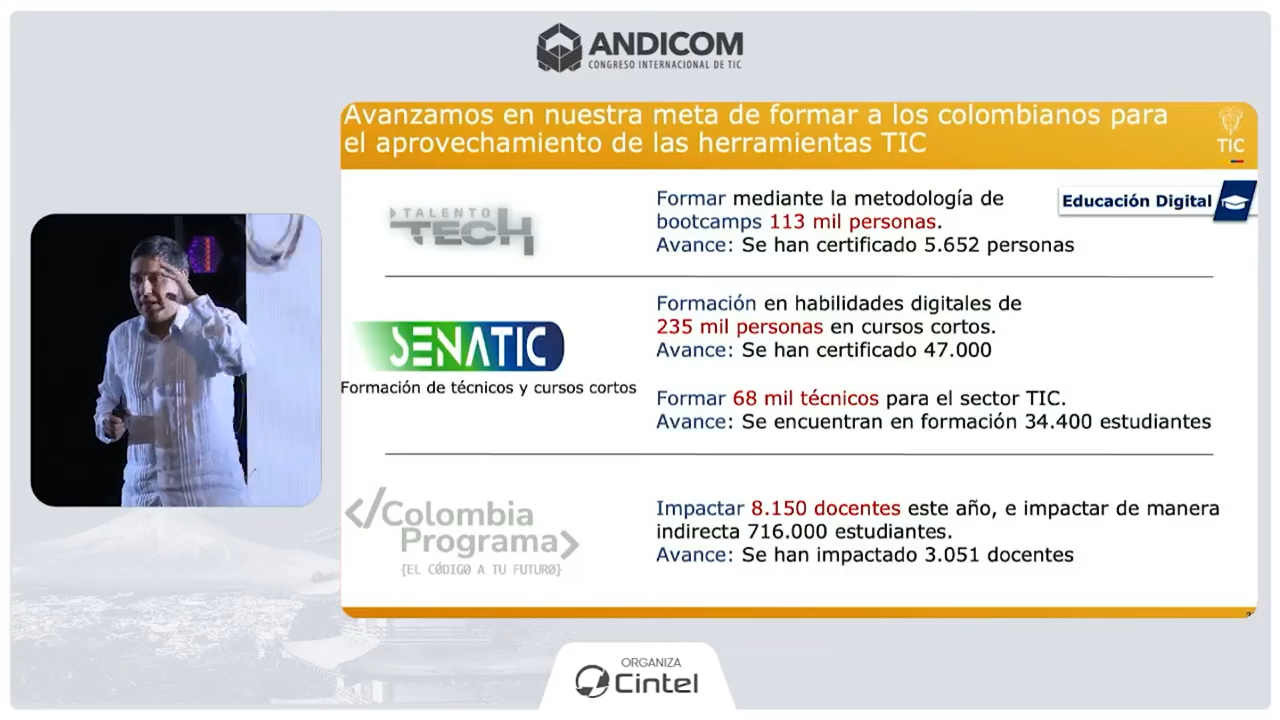 ANDICOM
CONGRESO INTERNACIONAL DE TIC
Avanzamos en nuestra meta de formar a los colombianos para
el aprovechamiento de las herramientas TIC
TIC
TALENTO
TECH
Formar mediante la metodología de
bootcamps 113 mil personas.
Avance: Se han certificado 5.652 personas
Educación Digital
SENATIC
Formación de técnicos y cursos cortos
Formación en habilidades digitales de
235 mil personas en cursos cortos.
Avance: Se han certificado 47.000
Formar 68 mil técnicos para el sector TIC.
Avance: Se encuentran en formación 34.400 estudiantes
</Colombia
Programa>
{EL CÓDIGO A TU FUTURO}
Impactar 8.150 docentes este año, e impactar de manera
indirecta 716.000 estudiantes.
Avance: Se han impactado 3.051 docentes
ORGANIZA
Cintel